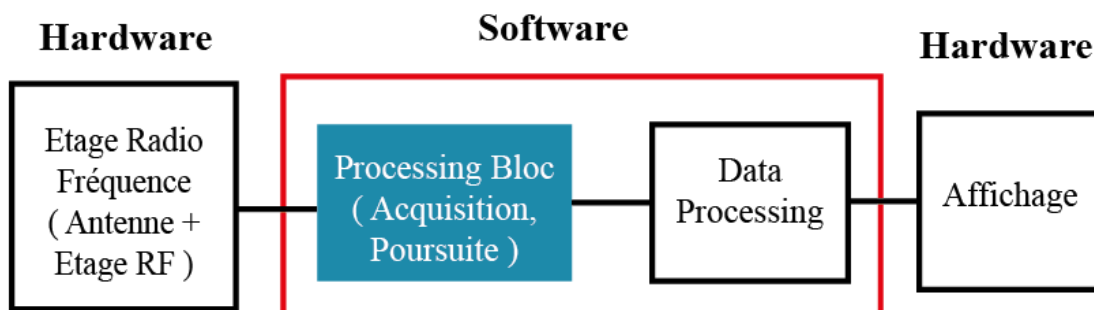 Hardware
Software
Hardware
Etage Radio
Fréquence
( Antenne +
Etage RF )
Processing Bloc
( Acquisition,
Poursuite )
Data
Processing
Affichage